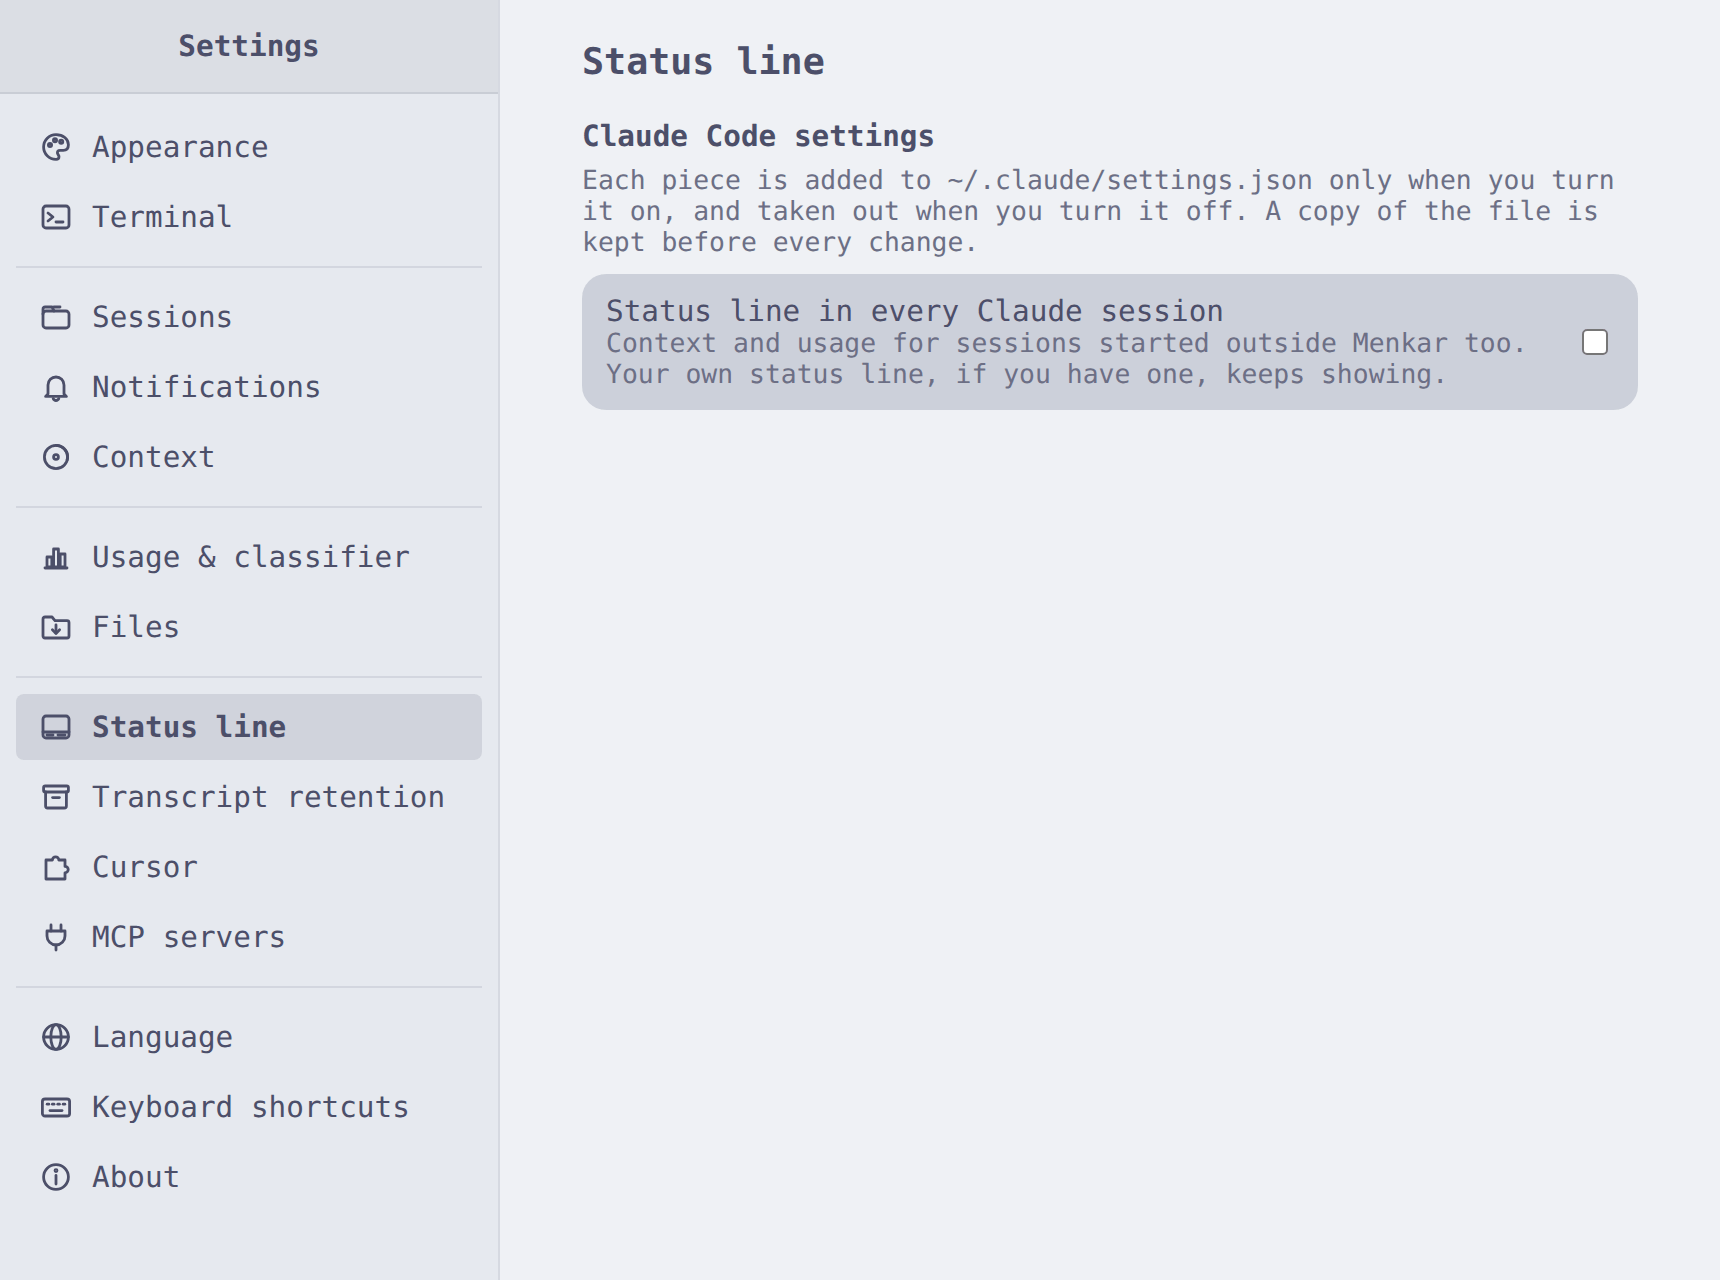 Settings
Appearance
Terminal
Sessions
Notifications
Context
Usage & classifier
Files
Status line
Transcript retention
Cursor
MCP servers
Language
Keyboard shortcuts
About
Status line
Claude Code settings
Each piece is added to ~/.claude/settings.json only when you turn
it on, and taken out when you turn it off. A copy of the file is
kept before every change.
Status line in every Claude session
Context and usage for sessions started outside Menkar too.
Your own status line, if you have one, keeps showing.